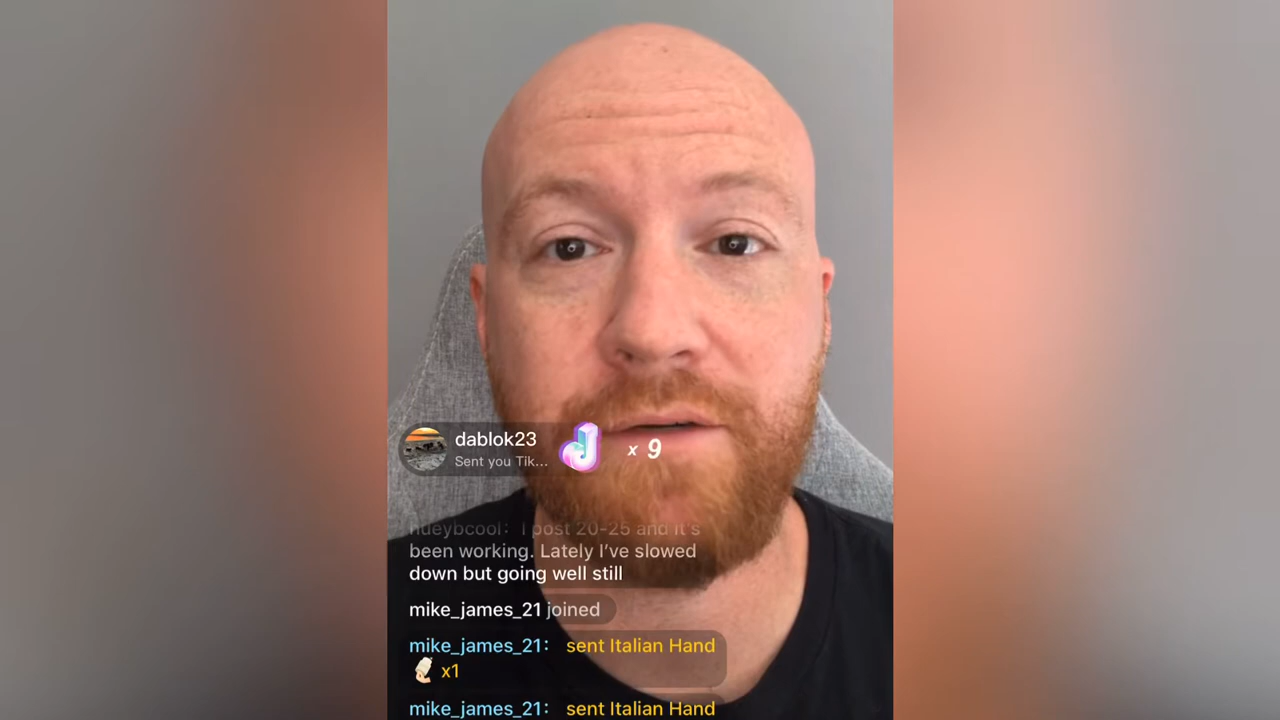 dablok23
Sent you Tik...
x 9
hueybcool: I post 20-25 and it's
been working. Lately I've slowed
down but going well still
mike_james_21 joined
mike_james_21: sent Italian Hand
x1
mike_james_21: sent Italian Hand